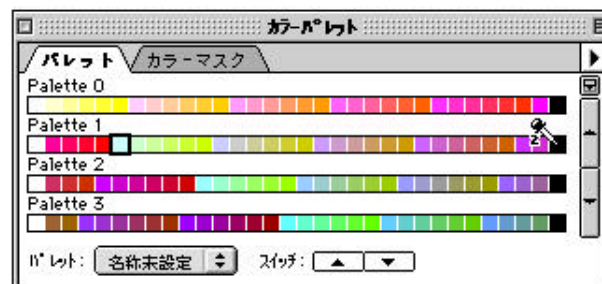 カラーパレット
パレット カラーマスク
Palette 0
Palette 1
2
Palette 2
Palette 3
パレット: 名称未設定 スイッチ: